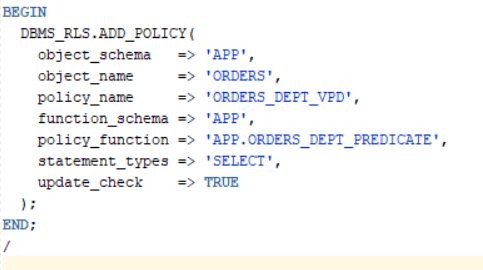 BEGIN
  DBMS_RLS.ADD_POLICY(
    object_schema   => 'APP',
    object_name     => 'ORDERS',
    policy_name     => 'ORDERS_DEPT_VPD',
    function_schema => 'APP',
    policy_function => 'APP.ORDERS_DEPT_PREDICATE',
    statement_types => 'SELECT',
    update_check    => TRUE
  );
END;
/